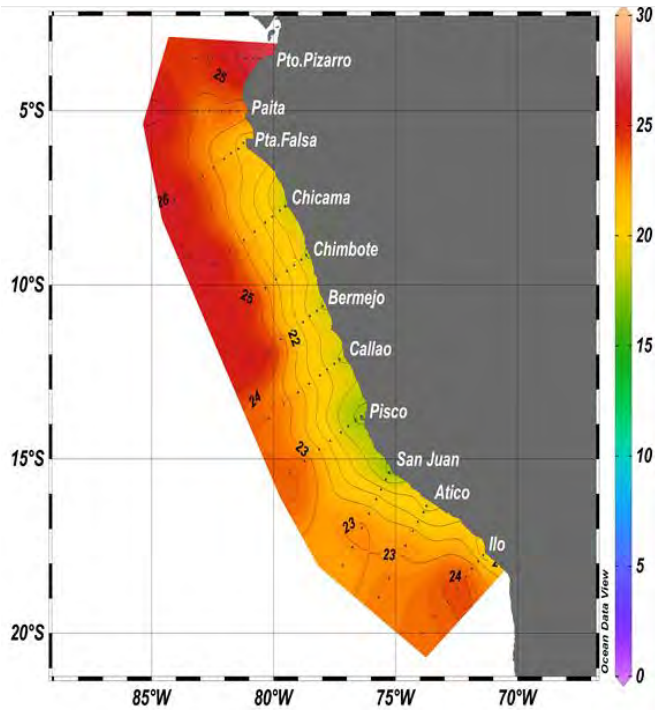 30
25
20
15
10
5
0
Pto.Pizarro
25
5°S
Paita
Pta.Falsa
26
Chicama
Chimbote
10°S
25
Bermejo
22
Callao
24
Pisco
23
15°S
San Juan
Atico
23
23
Ilo
24
20°S
Ocean Data View
85°W
80°W
75°W
70°W